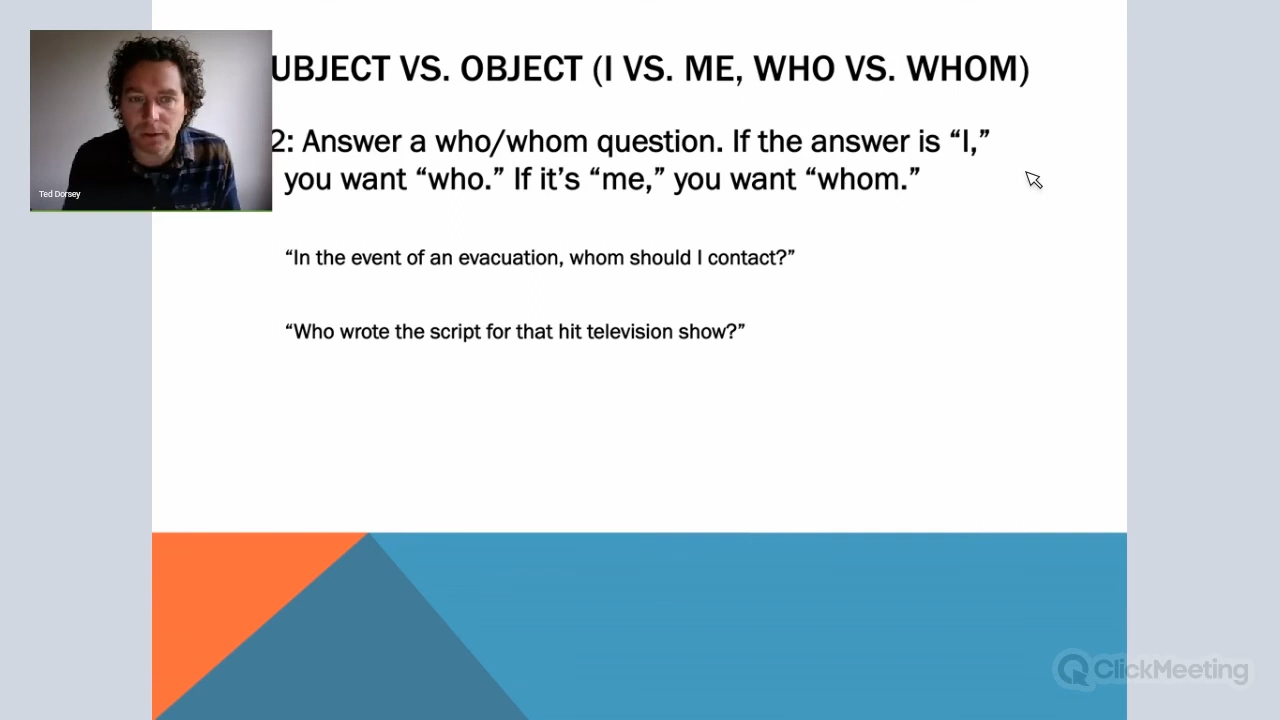 UBJECT VS. OBJECT (I VS. ME, WHO VS. WHOM)
2: Answer a who/whom question. If the answer is “I,”
you want “who.” If it’s “me,” you want “whom.”
“In the event of an evacuation, whom should I contact?”
“Who wrote the script for that hit television show?”
Ted Dorsey
ClickMeeting